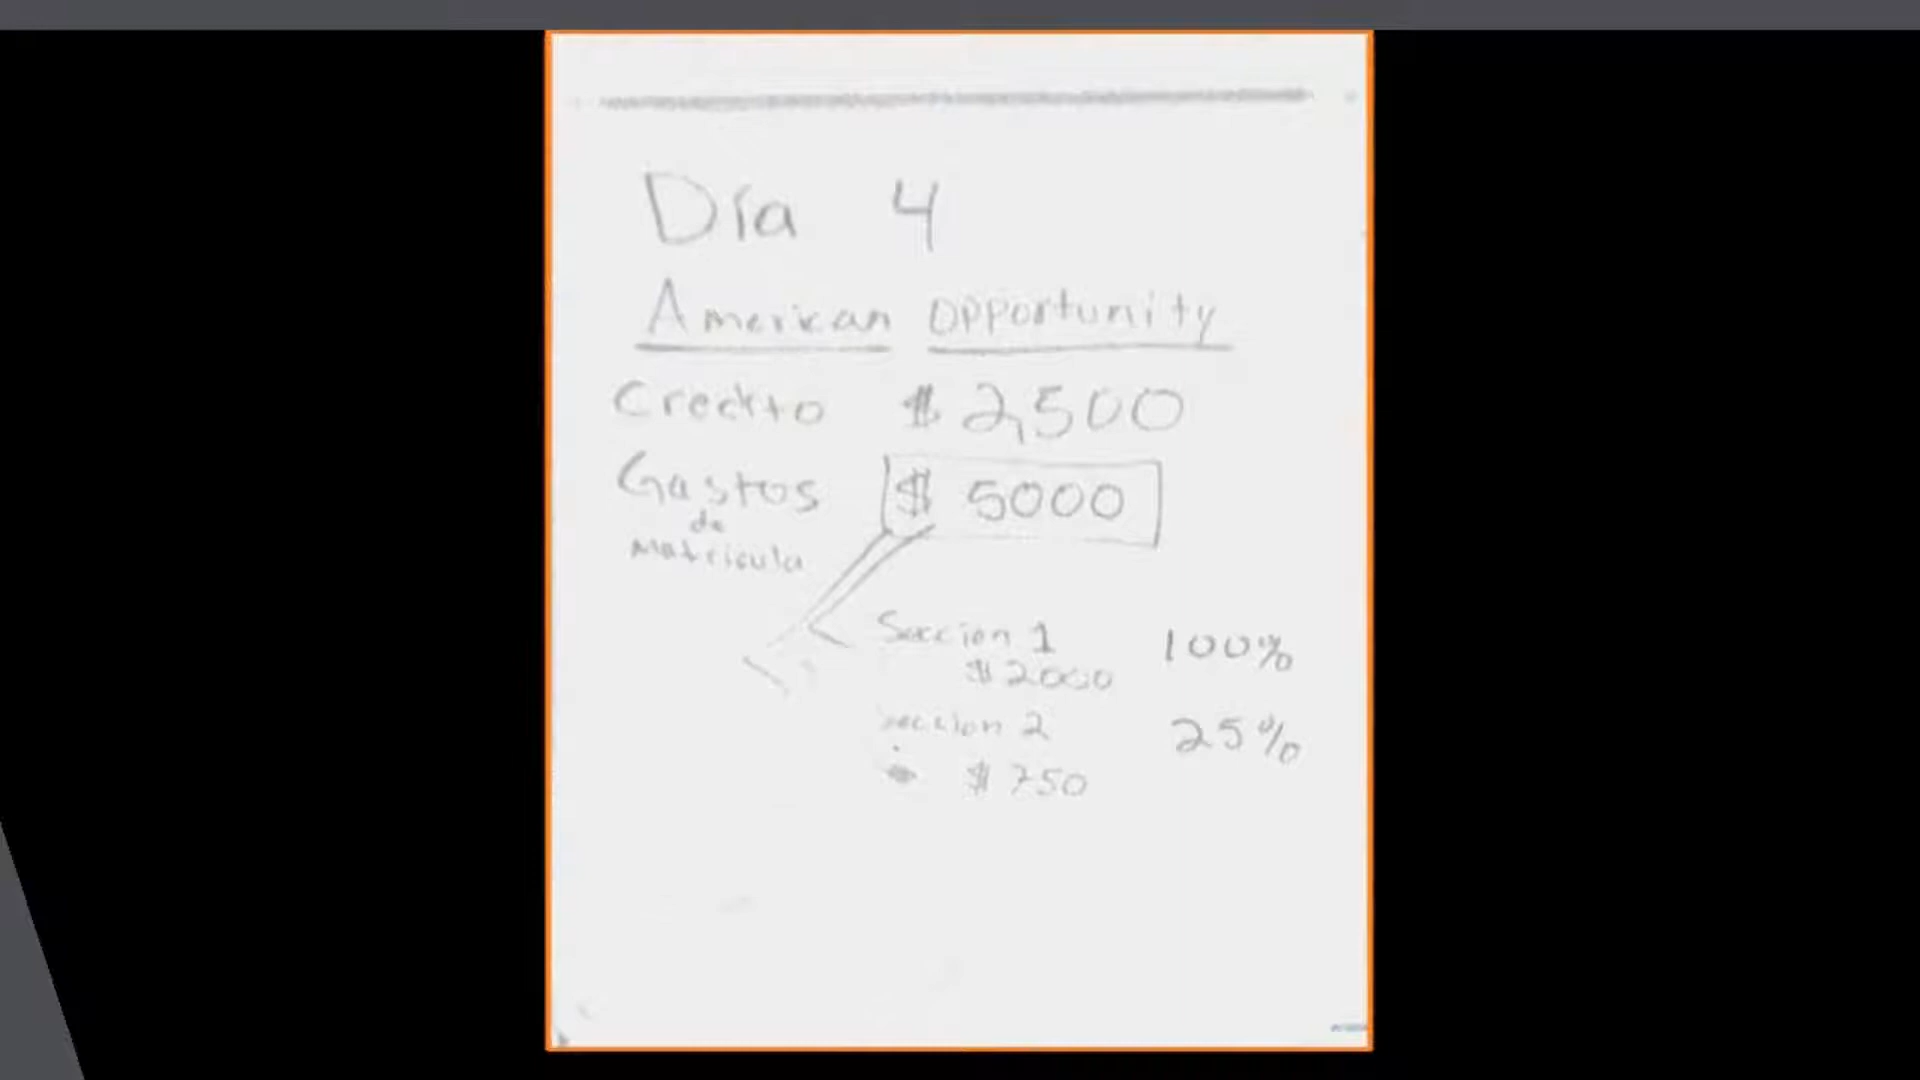 Día 4
American opportunity
Credito $2,500
Gastos $ 5000
de
matricula
Seccion 1 100%
$2000
Seccion 2 25%
$ 750